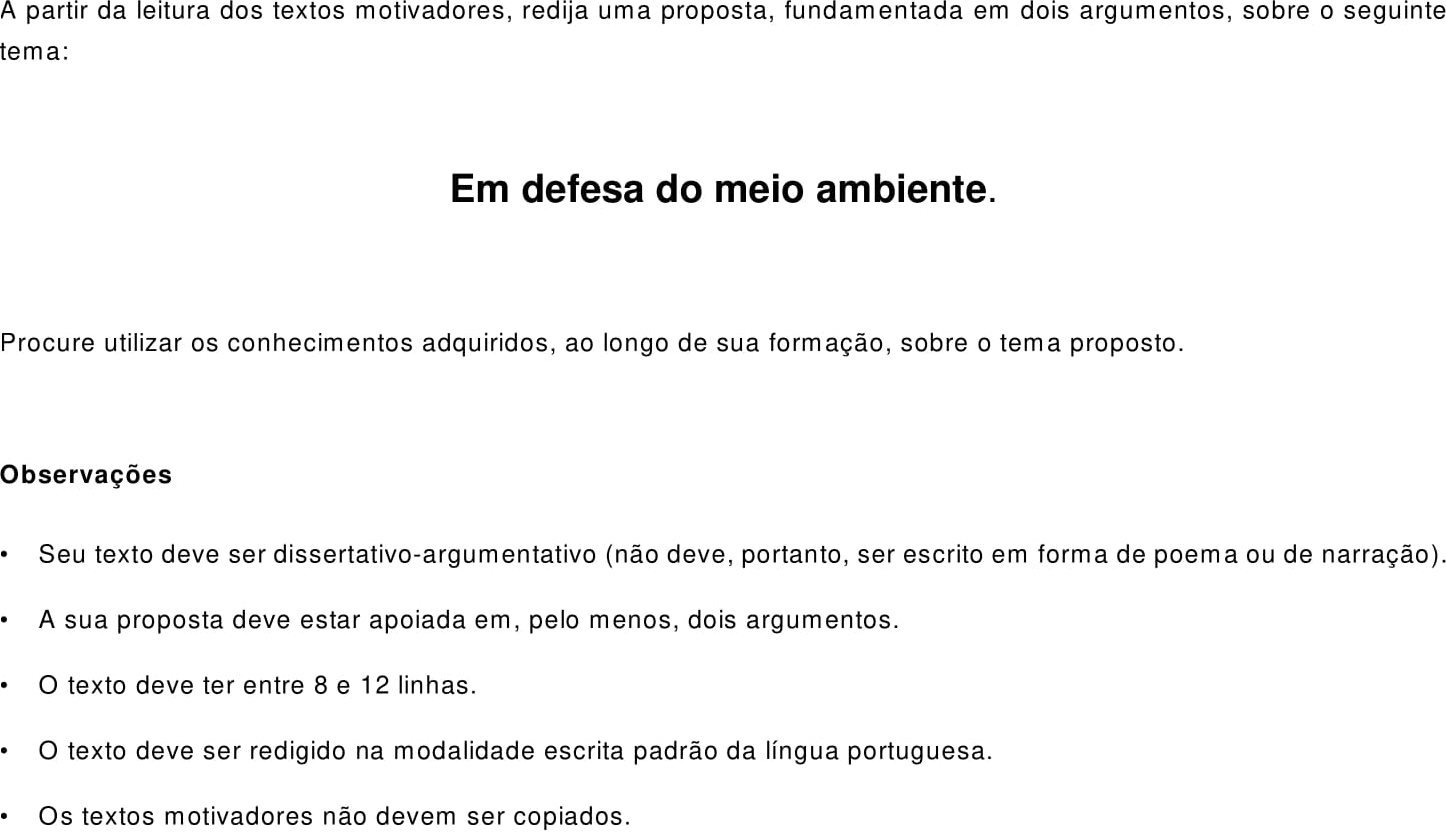 A partir da leitura dos textos motivadores, redija uma proposta, fundamentada em dois argumentos, sobre o seguinte
tema:
Em defesa do meio ambiente.
Procure utilizar os conhecimentos adquiridos, ao longo de sua formação, sobre o tema proposto.
Observações
• Seu texto deve ser dissertativo-argumentativo (não deve, portanto, ser escrito em forma de poema ou de narração).
• A sua proposta deve estar apoiada em, pelo menos, dois argumentos.
• O texto deve ter entre 8 e 12 linhas.
• O texto deve ser redigido na modalidade escrita padrão da língua portuguesa.
• Os textos motivadores não devem ser copiados.